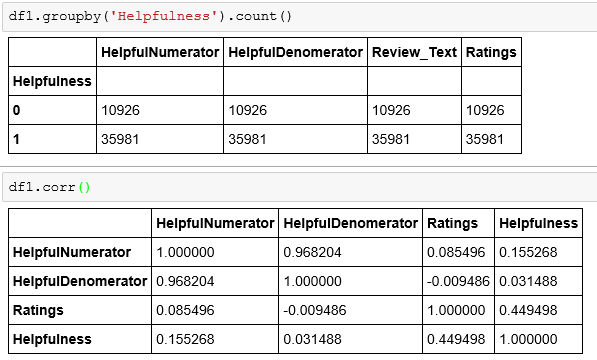 df1.groupby('Helpfulness').count()
HelpfulNumerator HelpfulDenomerator Review_Text Ratings
Helpfulness
0 10926 10926 10926 10926
1 35981 35981 35981 35981
df1.corr()
HelpfulNumerator HelpfulDenomerator Ratings Helpfulness
HelpfulNumerator 1.000000 0.968204 0.085496 0.155268
HelpfulDenomerator 0.968204 1.000000 -0.009486 0.031488
Ratings 0.085496 -0.009486 1.000000 0.449498
Helpfulness 0.155268 0.031488 0.449498 1.000000